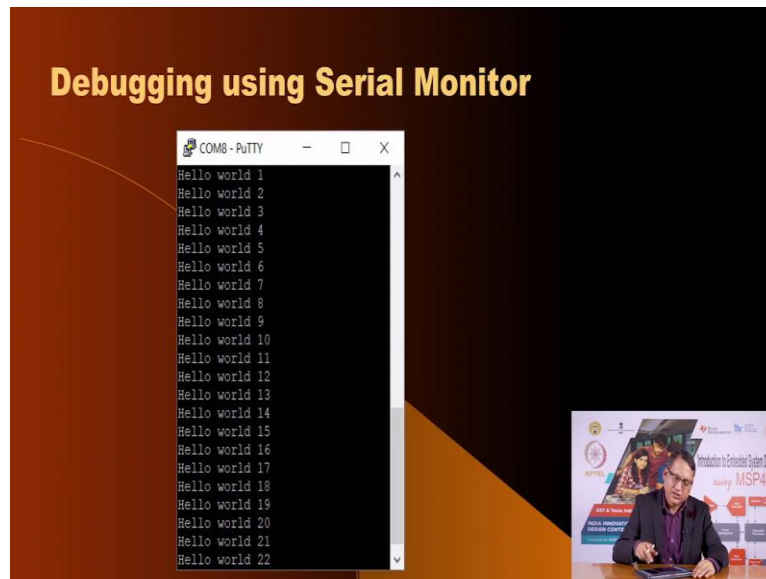 Debugging using Serial Monitor
COM8 - PuTTY
Hello world 1
Hello world 2
Hello world 3
Hello world 4
Hello world 5
Hello world 6
Hello world 7
Hello world 8
Hello world 9
Hello world 10
Hello world 11
Hello world 12
Hello world 13
Hello world 14
Hello world 15
Hello world 16
Hello world 17
Hello world 18
Hello world 19
Hello world 20
Hello world 21
Hello world 22
Introduction to Embedded System D
using MSP4
NPTEL
DST & Texas
INDIA INNOVATION
DESIGN CONTE